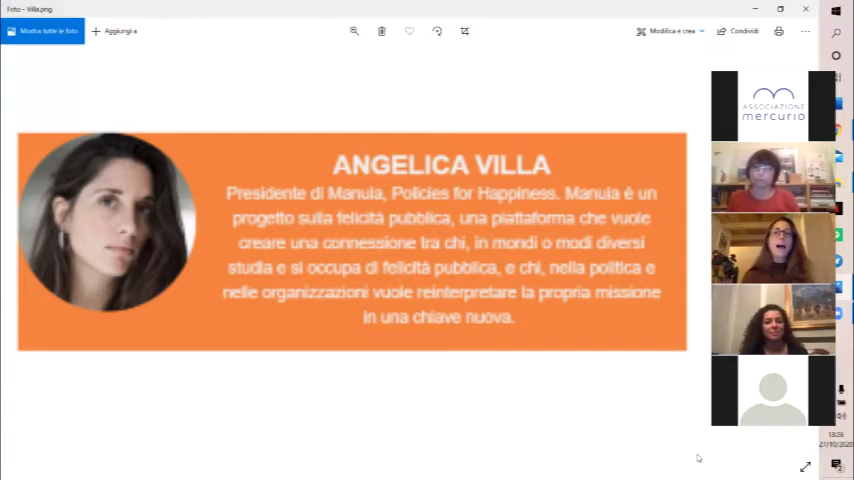 Foto - Villa.png
Mostra tutte le foto
Aggiungi a
Modifica e crea
Condividi
ANGELICA VILLA
Presidente di Manuia, Policies for Happiness. Manuia è un
progetto sulla felicità pubblica, una piattaforma che vuole
creare una connessione tra chi, in mondi o modi diversi
studia e si occupa di felicità pubblica, e chi, nella politica e
nelle organizzazioni vuole reinterpretare la propria missione
in una chiave nuova.
ASSOCIAZIONE
mercurio
18:26
27/10/2020